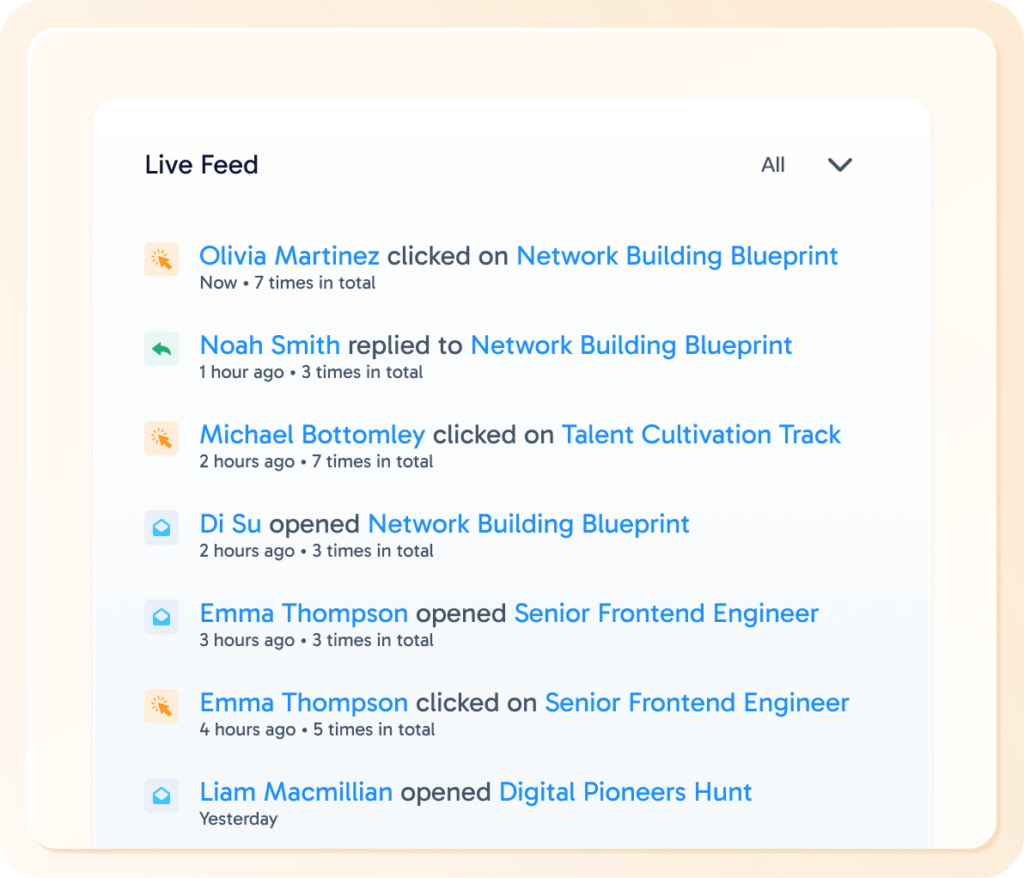 Live Feed All
Olivia Martinez clicked on Network Building Blueprint
Now • 7 times in total
Noah Smith replied to Network Building Blueprint
1 hour ago • 3 times in total
Michael Bottomley clicked on Talent Cultivation Track
2 hours ago • 7 times in total
Di Su opened Network Building Blueprint
2 hours ago • 3 times in total
Emma Thompson opened Senior Frontend Engineer
3 hours ago • 3 times in total
Emma Thompson clicked on Senior Frontend Engineer
4 hours ago • 5 times in total
Liam Macmillian opened Digital Pioneers Hunt
Yesterday